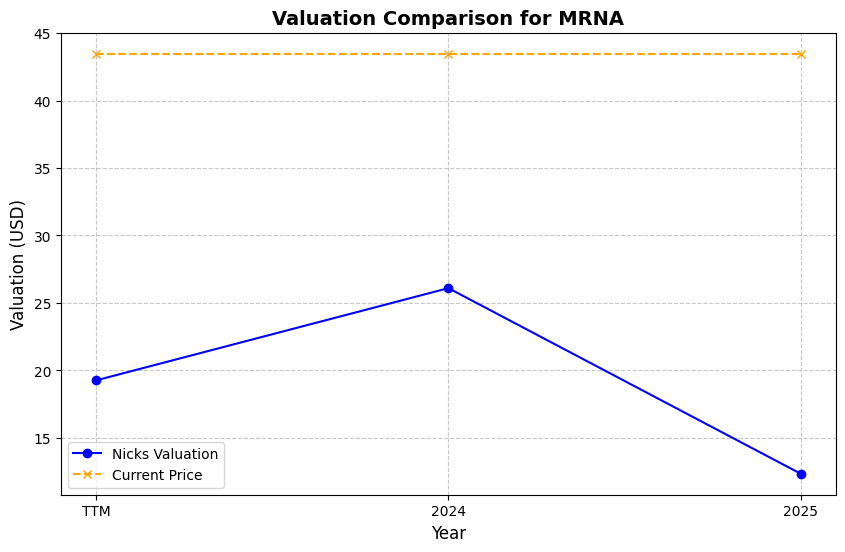 Valuation Comparison for MRNA
Valuation (USD)
45
40
35
30
25
20
15
Nicks Valuation
Current Price
TTM
2024
2025
Year